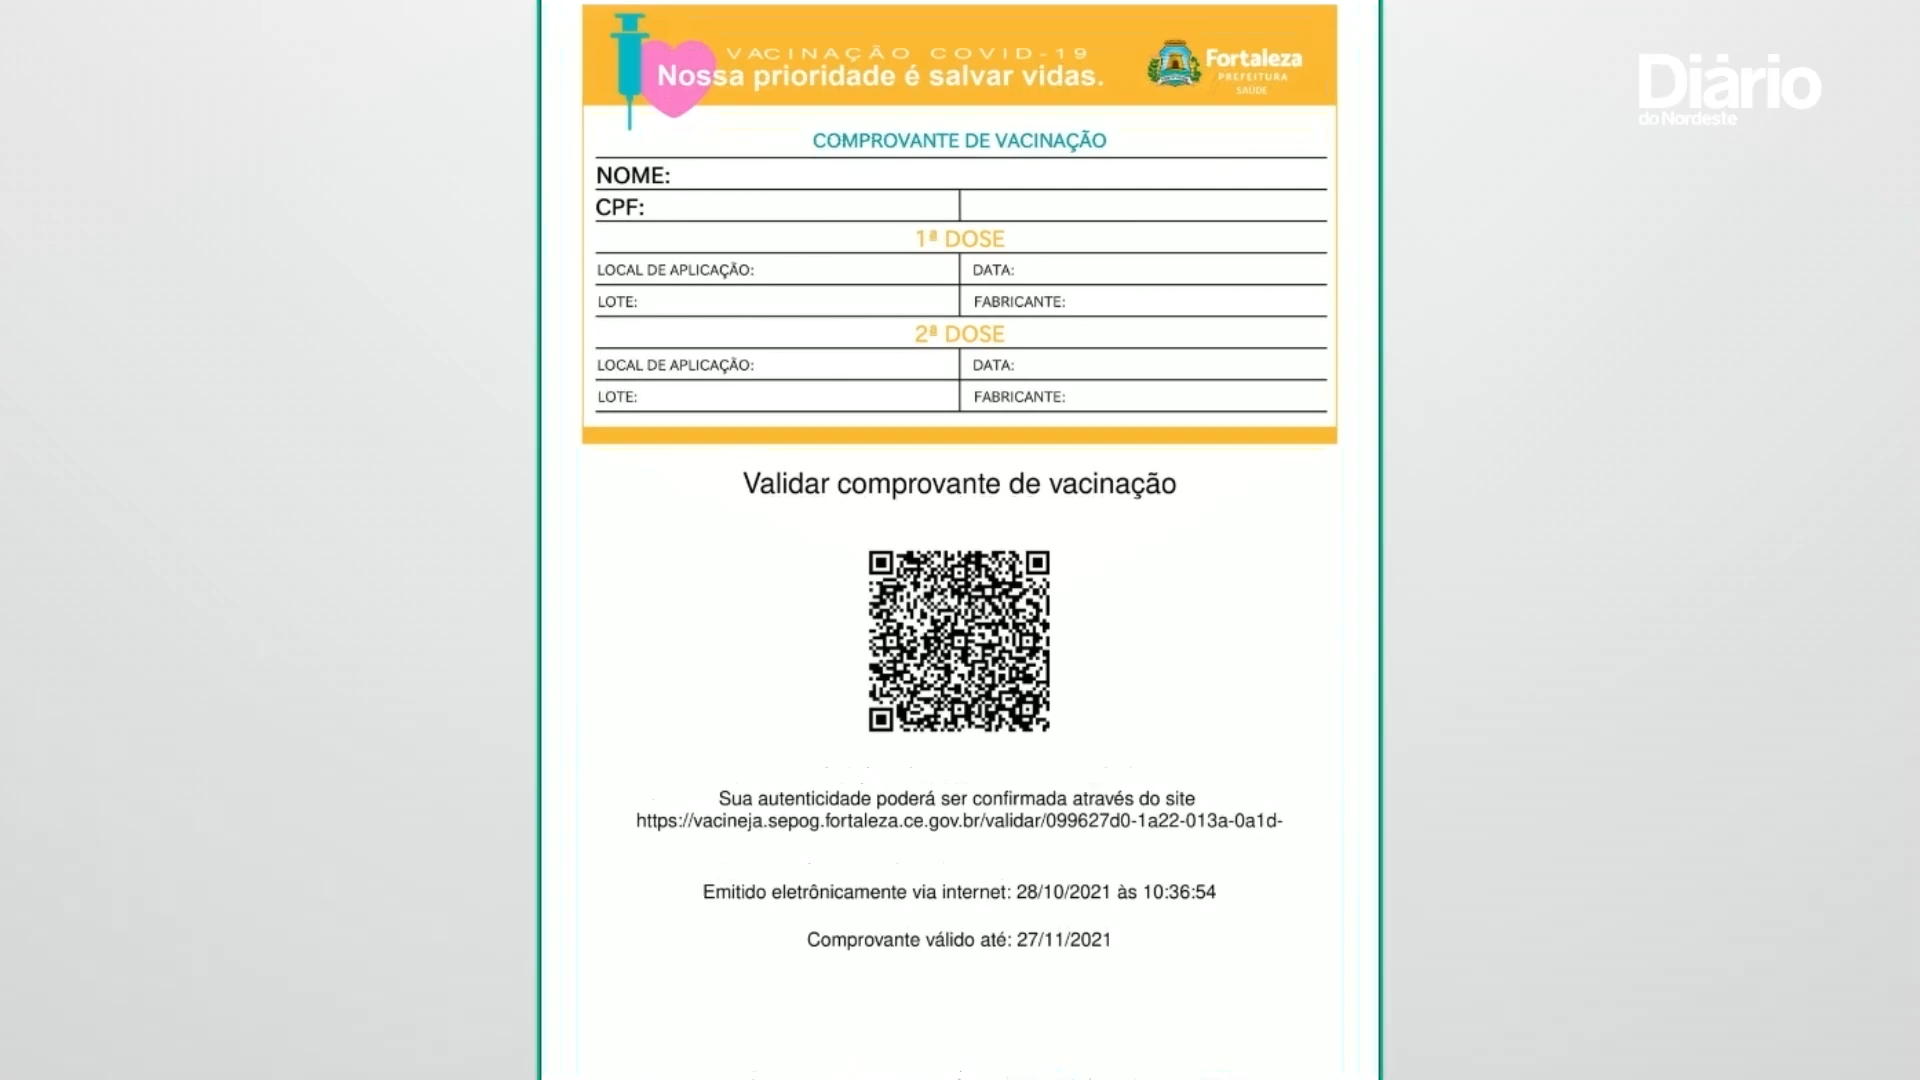 VACINAÇÃO COVID-19
Nossa prioridade é salvar vidas.
Fortaleza
PREFEITURA
SAÚDE
Diário
do Nordeste
COMPROVANTE DE VACINAÇÃO
NOME:
CPF:
1ª DOSE
LOCAL DE APLICAÇÃO: DATA:
LOTE: FABRICANTE:
2ª DOSE
LOCAL DE APLICAÇÃO: DATA:
LOTE: FABRICANTE:
Validar comprovante de vacinação
Sua autenticidade poderá ser confirmada através do site
https://vacineja.sepog.fortaleza.ce.gov.br/validar/099627d0-1a22-013a-0a1d-
Emitido eletrônicamente via internet: 28/10/2021 às 10:36:54
Comprovante válido até: 27/11/2021